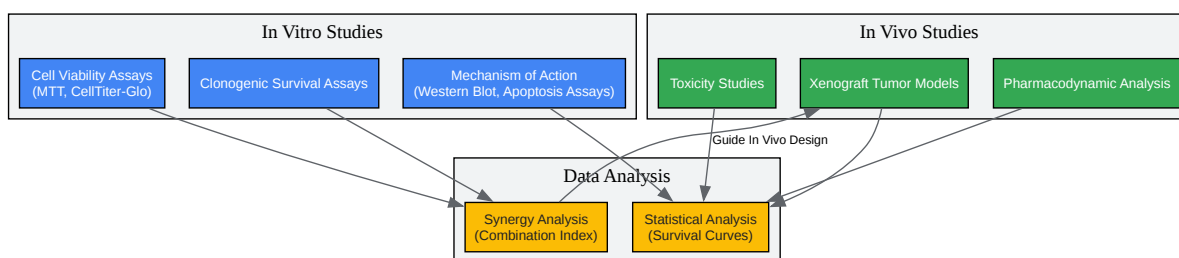 In Vitro Studies
Cell Viability Assays
(MTT, CellTiter-Glo)
Clonogenic Survival Assays
Mechanism of Action
(Western Blot, Apoptosis Assays)
In Vivo Studies
Toxicity Studies
Xenograft Tumor Models
Pharmacodynamic Analysis
Guide In Vivo Design
Data Analysis
Synergy Analysis
(Combination Index)
Statistical Analysis
(Survival Curves)